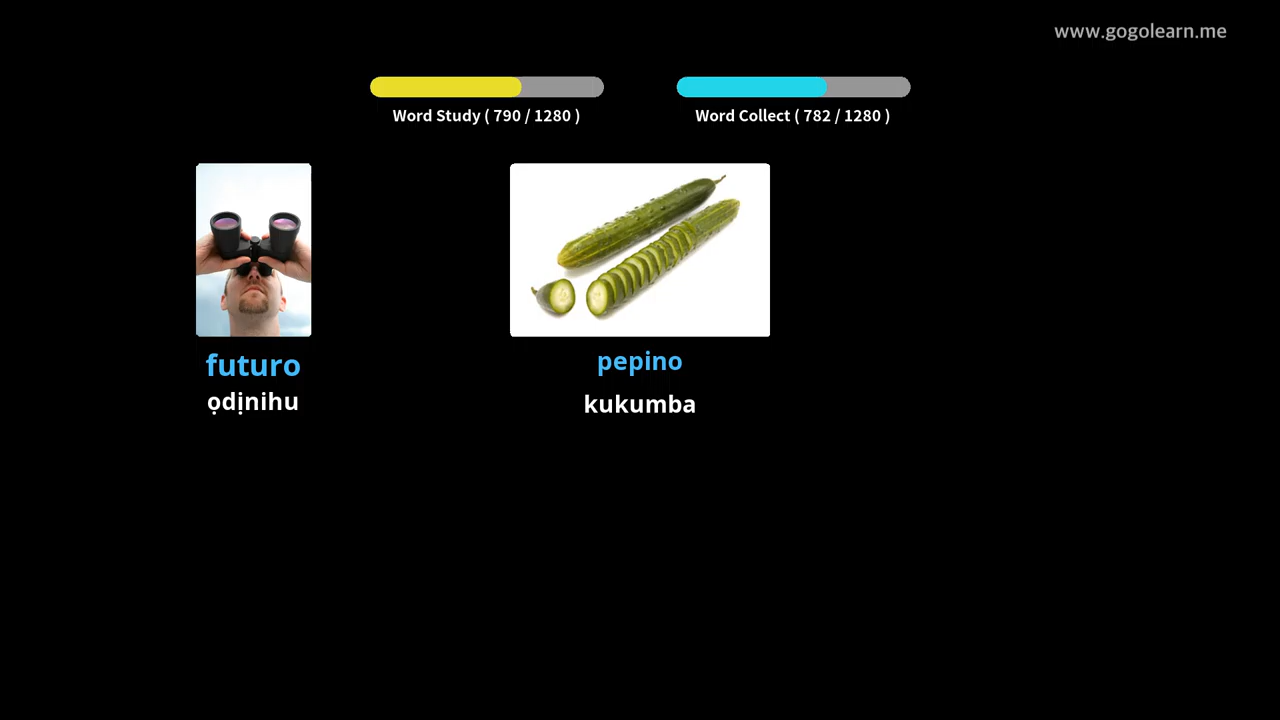 www.gogolearn.me
Word Study ( 790 / 1280 )
Word Collect ( 782 / 1280 )
futuro
ọdịnihu
pepino
kukumba